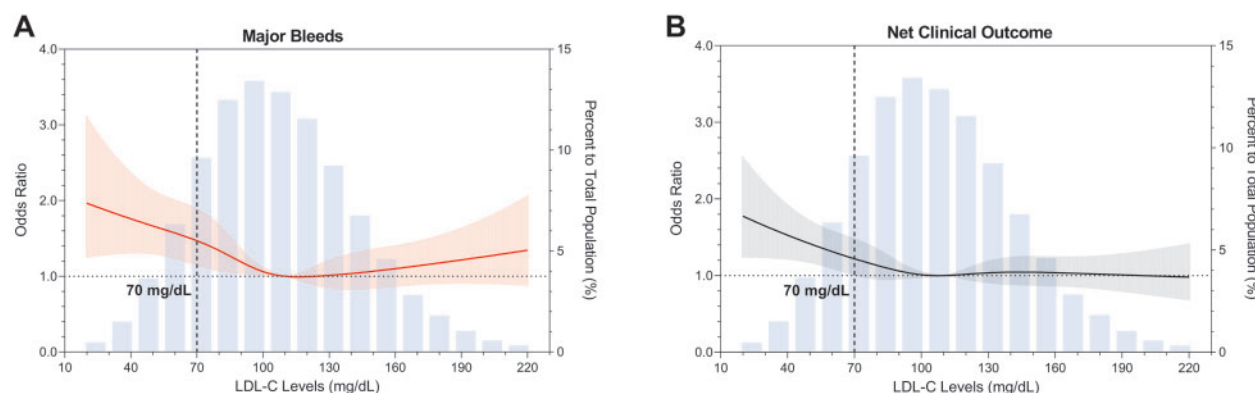 A
Major Bleeds
4.0
3.0
2.0
1.0
0.0
Odds Ratio
15
10
5
0
Percent to Total Population (%)
70 mg/dL
10 40 70 100 130 160 190 220
LDL-C Levels (mg/dL)
B
Net Clinical Outcome
4.0
3.0
2.0
1.0
0.0
Odds Ratio
15
10
5
0
Percent to Total Population (%)
70 mg/dL
10 40 70 100 130 160 190 220
LDL-C Levels (mg/dL)